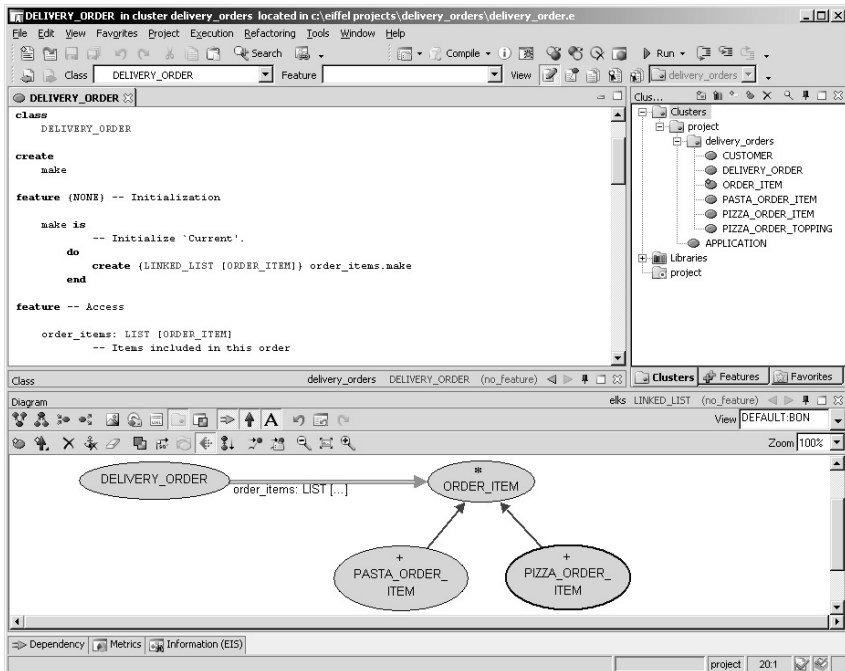 DELIVERY_ORDER in cluster delivery_orders located in c:\eiffel projects\delivery_orders\delivery_order.e
File Edit View Favorites Project Execution Refactoring Tools Window Help
Search Compile Run
Class DELIVERY_ORDER Feature View delivery_orders
DELIVERY_ORDER
class
DELIVERY_ORDER
create
make
feature {NONE} -- Initialization
make is
-- Initialize `Current'.
do
create {LINKED_LIST [ORDER_ITEM]} order_items.make
end
feature -- Access
order_items: LIST [ORDER_ITEM]
-- Items included in this order
Clus...
Clusters
project
delivery_orders
CUSTOMER
DELIVERY_ORDER
ORDER_ITEM
PASTA_ORDER_ITEM
PIZZA_ORDER_ITEM
PIZZA_ORDER_TOPPING
APPLICATION
Libraries
project
Class delivery_orders DELIVERY_ORDER (no_feature)
Clusters Features Favorites
Diagram elks LINKED_LIST (no_feature)
A View DEFAULT:BON
Zoom 100%
DELIVERY_ORDER
order_items: LIST [...]
*
ORDER_ITEM
+
PASTA_ORDER_
ITEM
+
PIZZA_ORDER_
ITEM
Dependency Metrics Information (EIS)
project 20:1